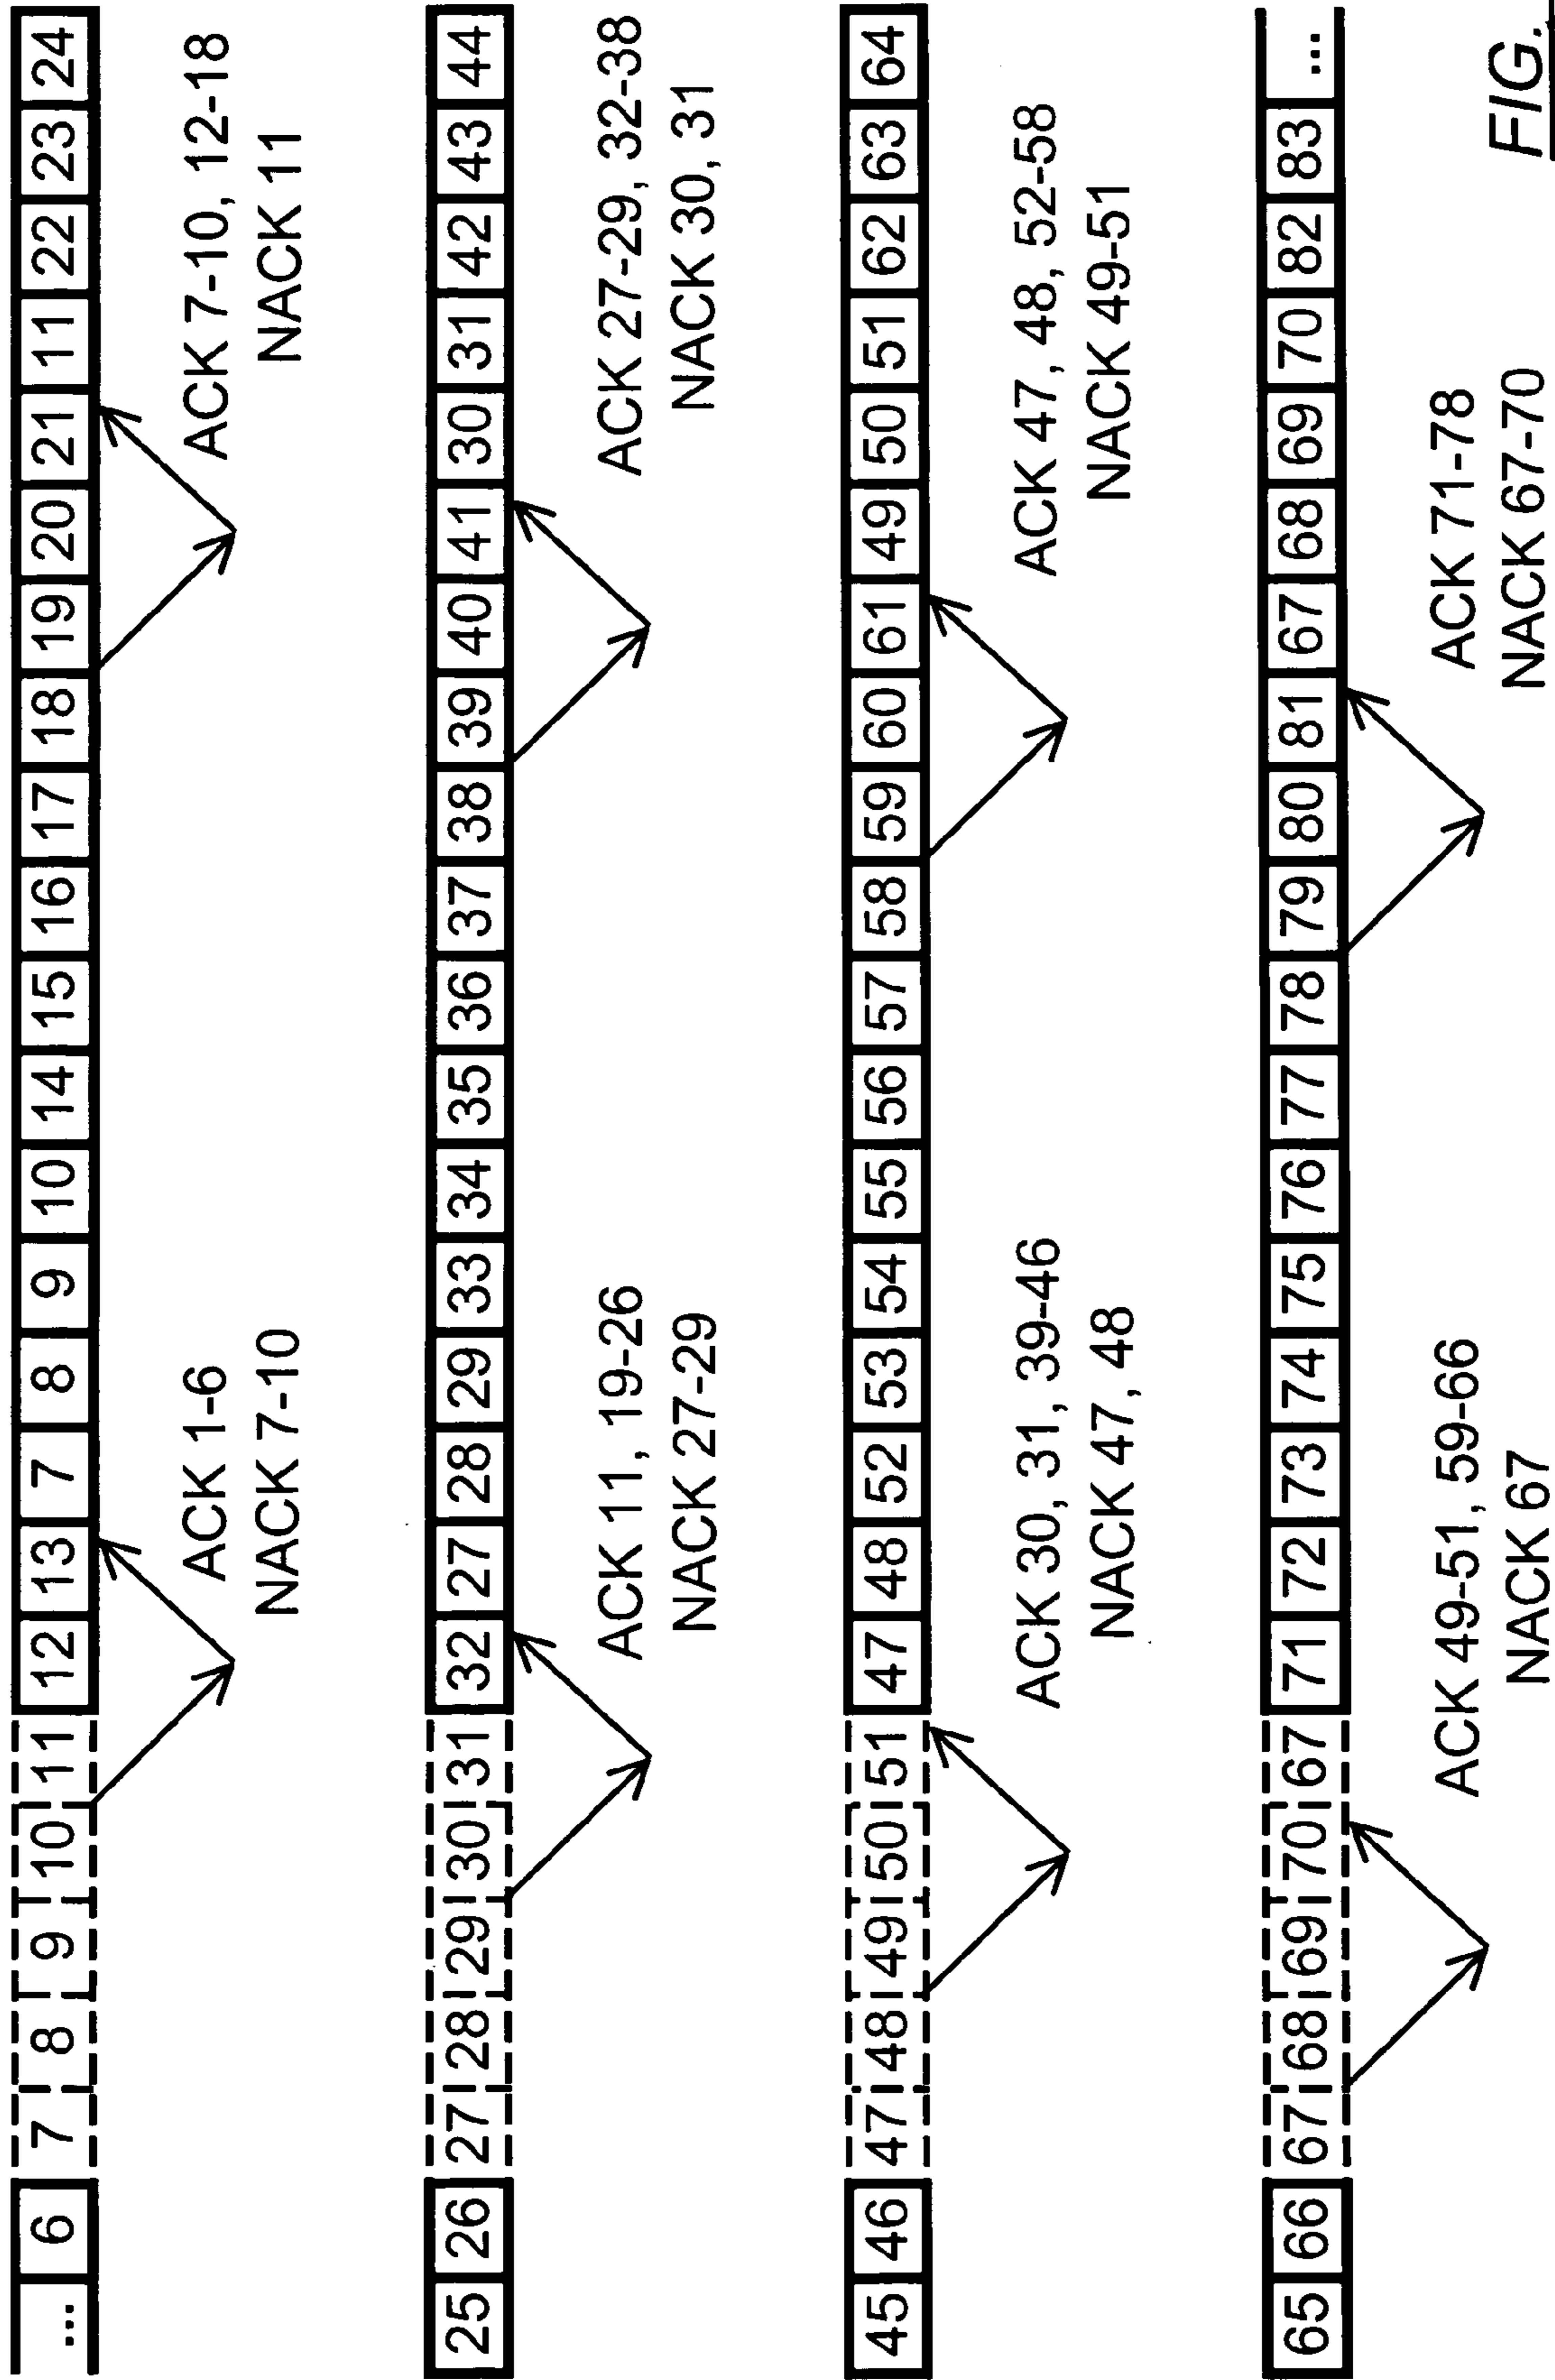 ... 6 7 8 9 10 11 12 13 7 8 9 10 14 15 16 17 18 19 20 21 11 22 23 24
ACK 1-6
NACK 7-10
ACK 7-10, 12-18
NACK 11
25 26 27 28 29 30 31 32 27 28 29 33 34 35 36 37 38 39 40 41 30 31 42 43 44
ACK 11, 19-26
NACK 27-29
ACK 27-29, 32-38
NACK 30, 31
45 46 47 48 49 50 51 47 48 52 53 54 55 56 57 58 59 60 61 49 50 51 62 63 64
ACK 30, 31, 39-46
NACK 47, 48
ACK 47, 48, 52-58
NACK 49-51
65 66 67 68 69 70 67 71 72 73 74 75 76 77 78 79 80 81 67 68 69 70 82 83 ...
ACK 49-51, 59-66
NACK 67
ACK 71-78
NACK 67-70
FIG.